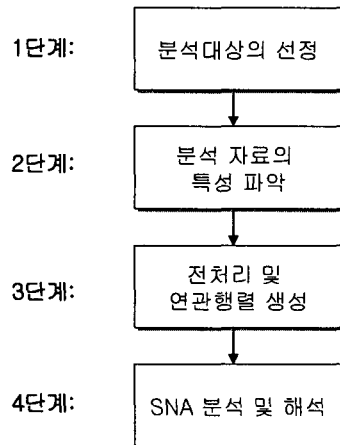 1단계:
분석대상의 선정
2단계:
분석 자료의
특성 파악
3단계:
전처리 및
연관행렬 생성
4단계:
SNA 분석 및 해석